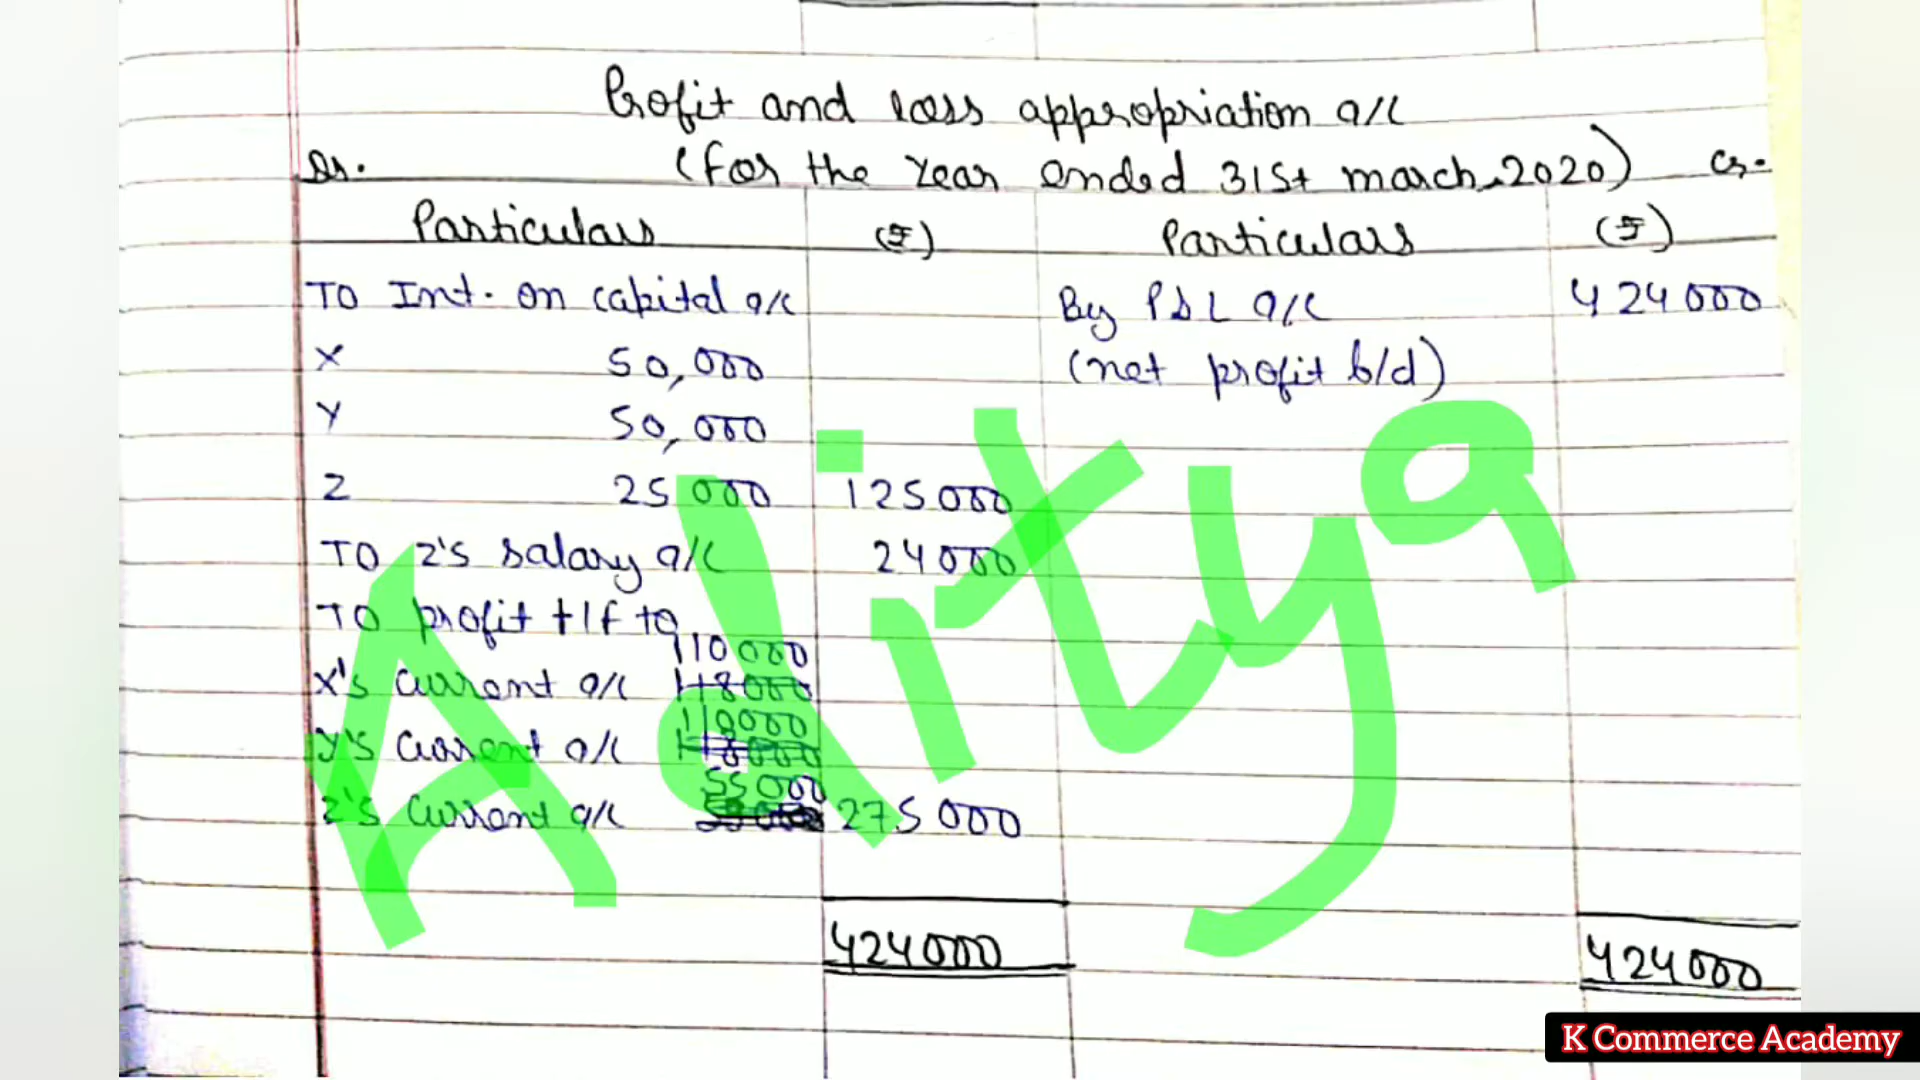 Profit and loss appropriation a/c
Dr. (for the Year ended 31st march, 2020) Cr.
Particulars (₹) Particulars (₹)
TO Int. on capital a/c By P&L a/c 424000
X 50,000 (net profit b/d)
Y 50,000
Z 25000 125000
TO Z's salary a/c 24000
TO profit t/f to
110000
X's current a/c 118000
110000
Y's current a/c 118000
55000
Z's current a/c 275000
424000 424000
Aditya
K Commerce Academy